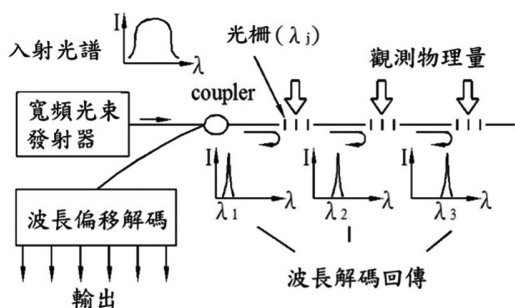 入射光譜
I
λ
光柵(λj)
觀測物理量
coupler
寬頻光束
發射器
I
λ1
λ
I
λ2
λ
I
λ3
λ
波長偏移解碼
波長解碼回傳
輸出